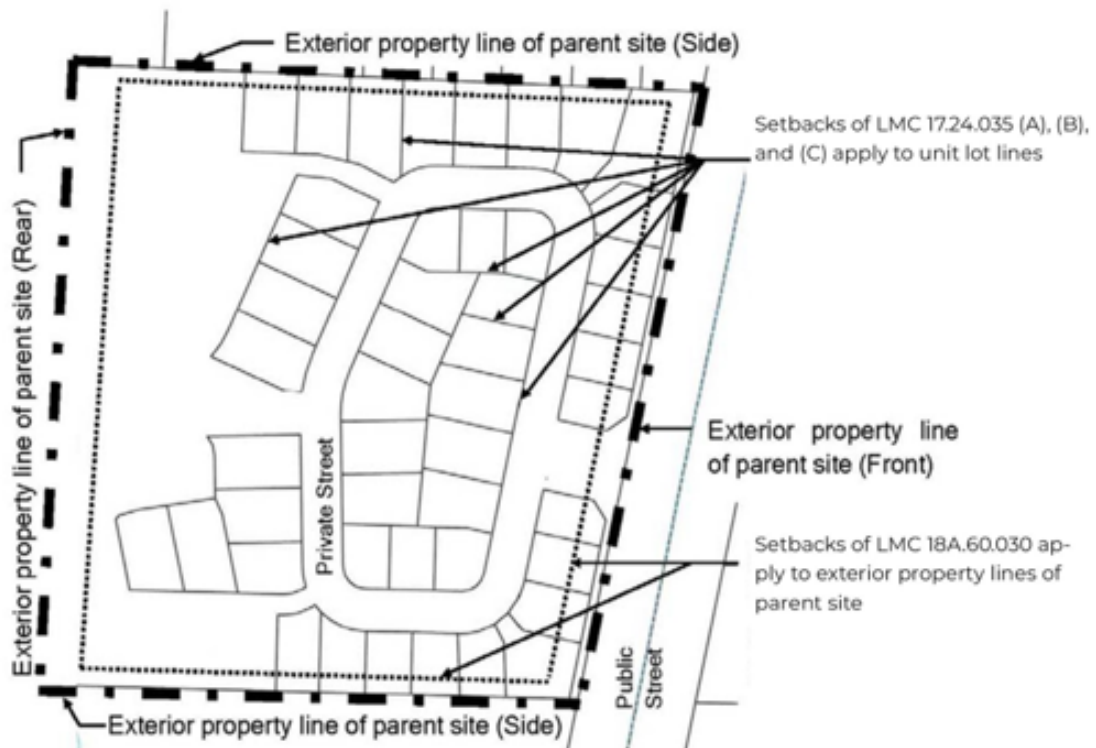 Exterior property line of parent site (Side)
Setbacks of LMC 17.24.035 (A), (B),
and (C) apply to unit lot lines
Exterior property line of parent site (Rear)
Exterior property line
of parent site (Front)
Private Street
Setbacks of LMC 18A.60.030 ap-
ply to exterior property lines of
parent site
Public
Street
Exterior property line of parent site (Side)